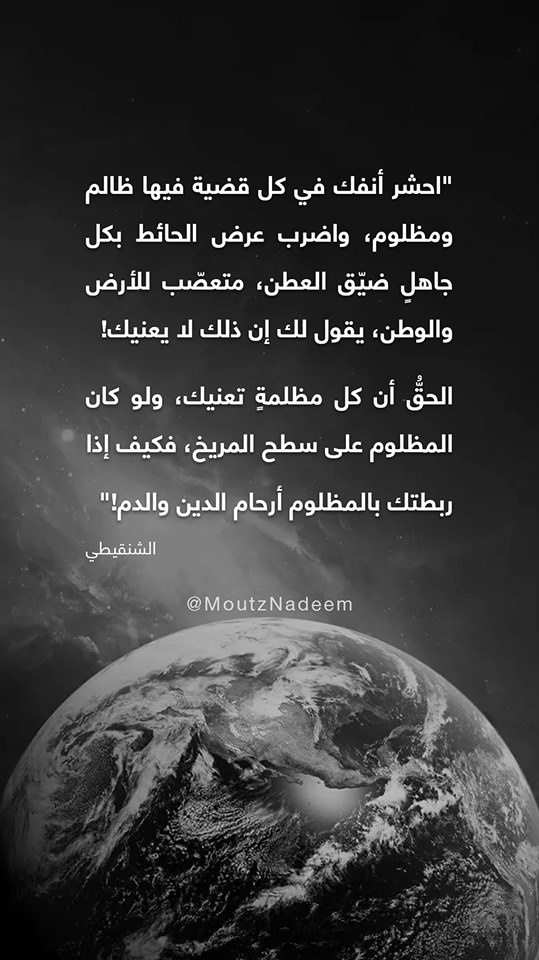 "احشر أنفك في كل قضية فيها ظالم
ومظلوم، واضرب عرض الحائط بكل
جاهلٍ ضيّق العطن، متعصّب للأرض
والوطن، يقول لك إن ذلك لا يعنيك!
الحقُّ أن كل مظلمةٍ تعنيك، ولو كان
المظلوم على سطح المريخ، فكيف إذا
ربطتك بالمظلوم أرحام الدين والدم!"
الشنقيطي
@MoutzNadeem